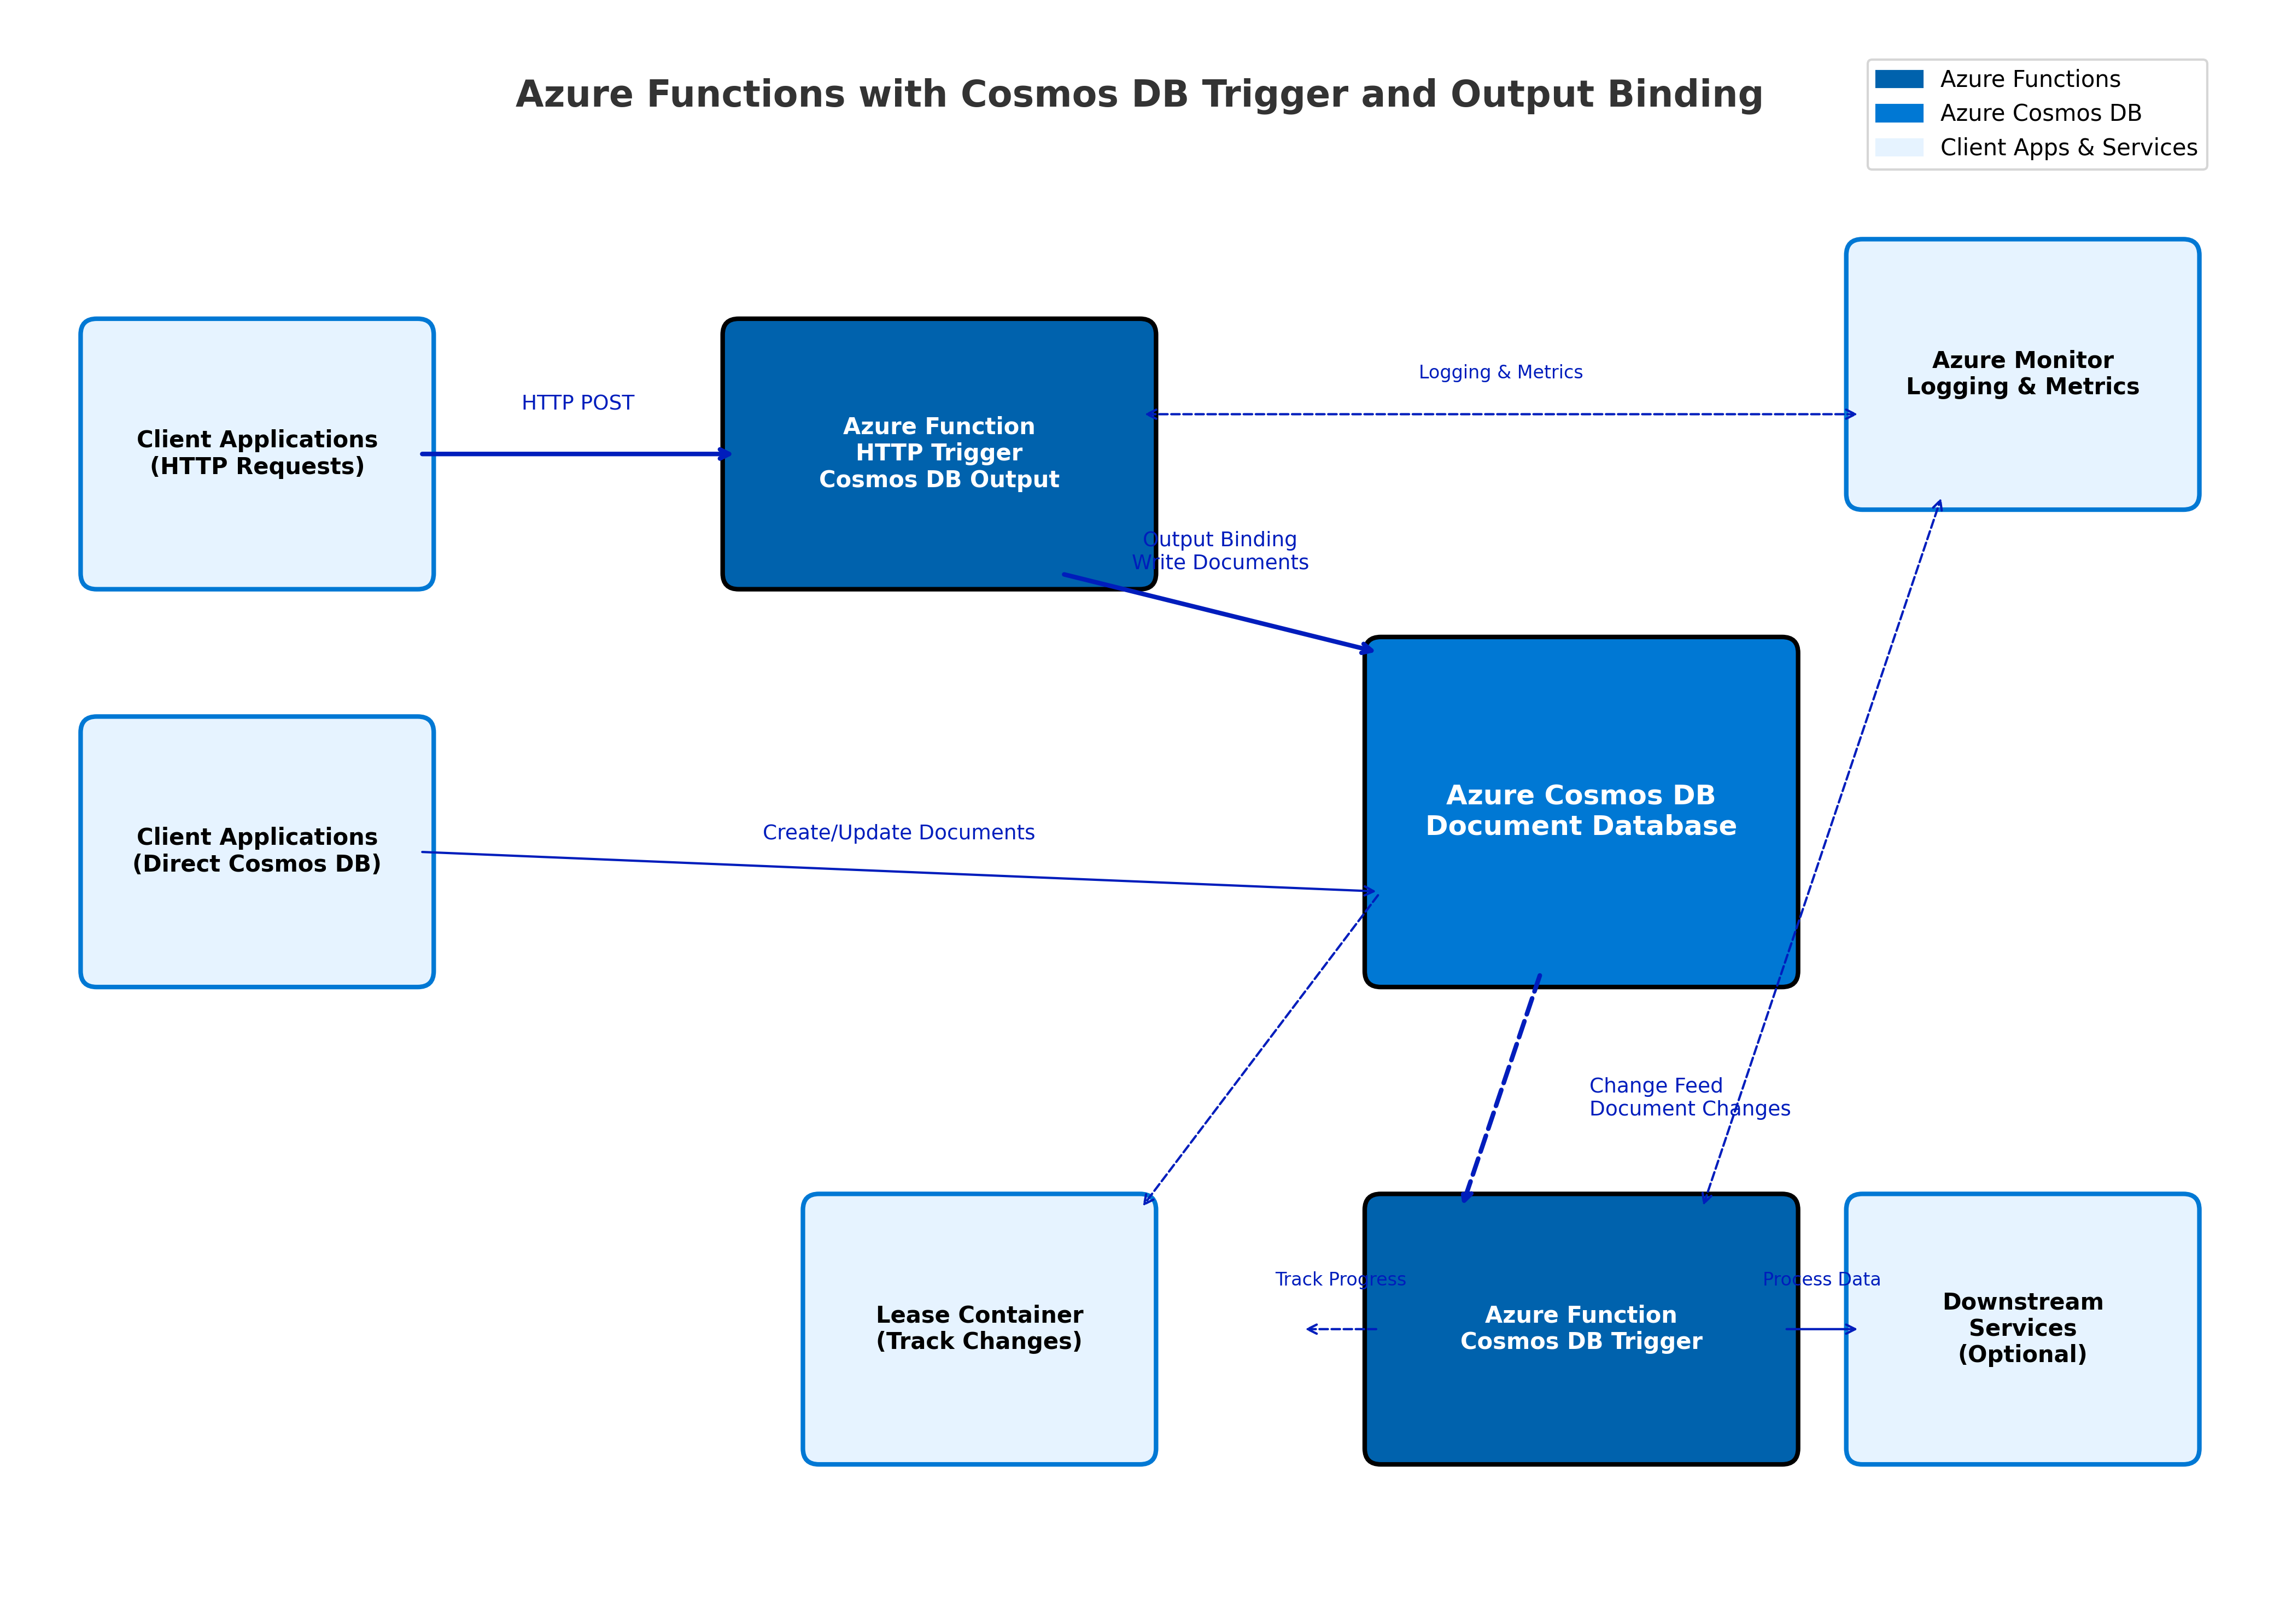 Azure Functions with Cosmos DB Trigger and Output Binding
Azure Functions
Azure Cosmos DB
Client Apps & Services
Azure Monitor
Logging & Metrics
Logging & Metrics
Client Applications
(HTTP Requests)
HTTP POST
Azure Function
HTTP Trigger
Cosmos DB Output
Output Binding
Write Documents
Client Applications
(Direct Cosmos DB)
Create/Update Documents
Azure Cosmos DB
Document Database
Change Feed
Document Changes
Lease Container
(Track Changes)
Track Progress
Azure Function
Cosmos DB Trigger
Process Data
Downstream
Services
(Optional)